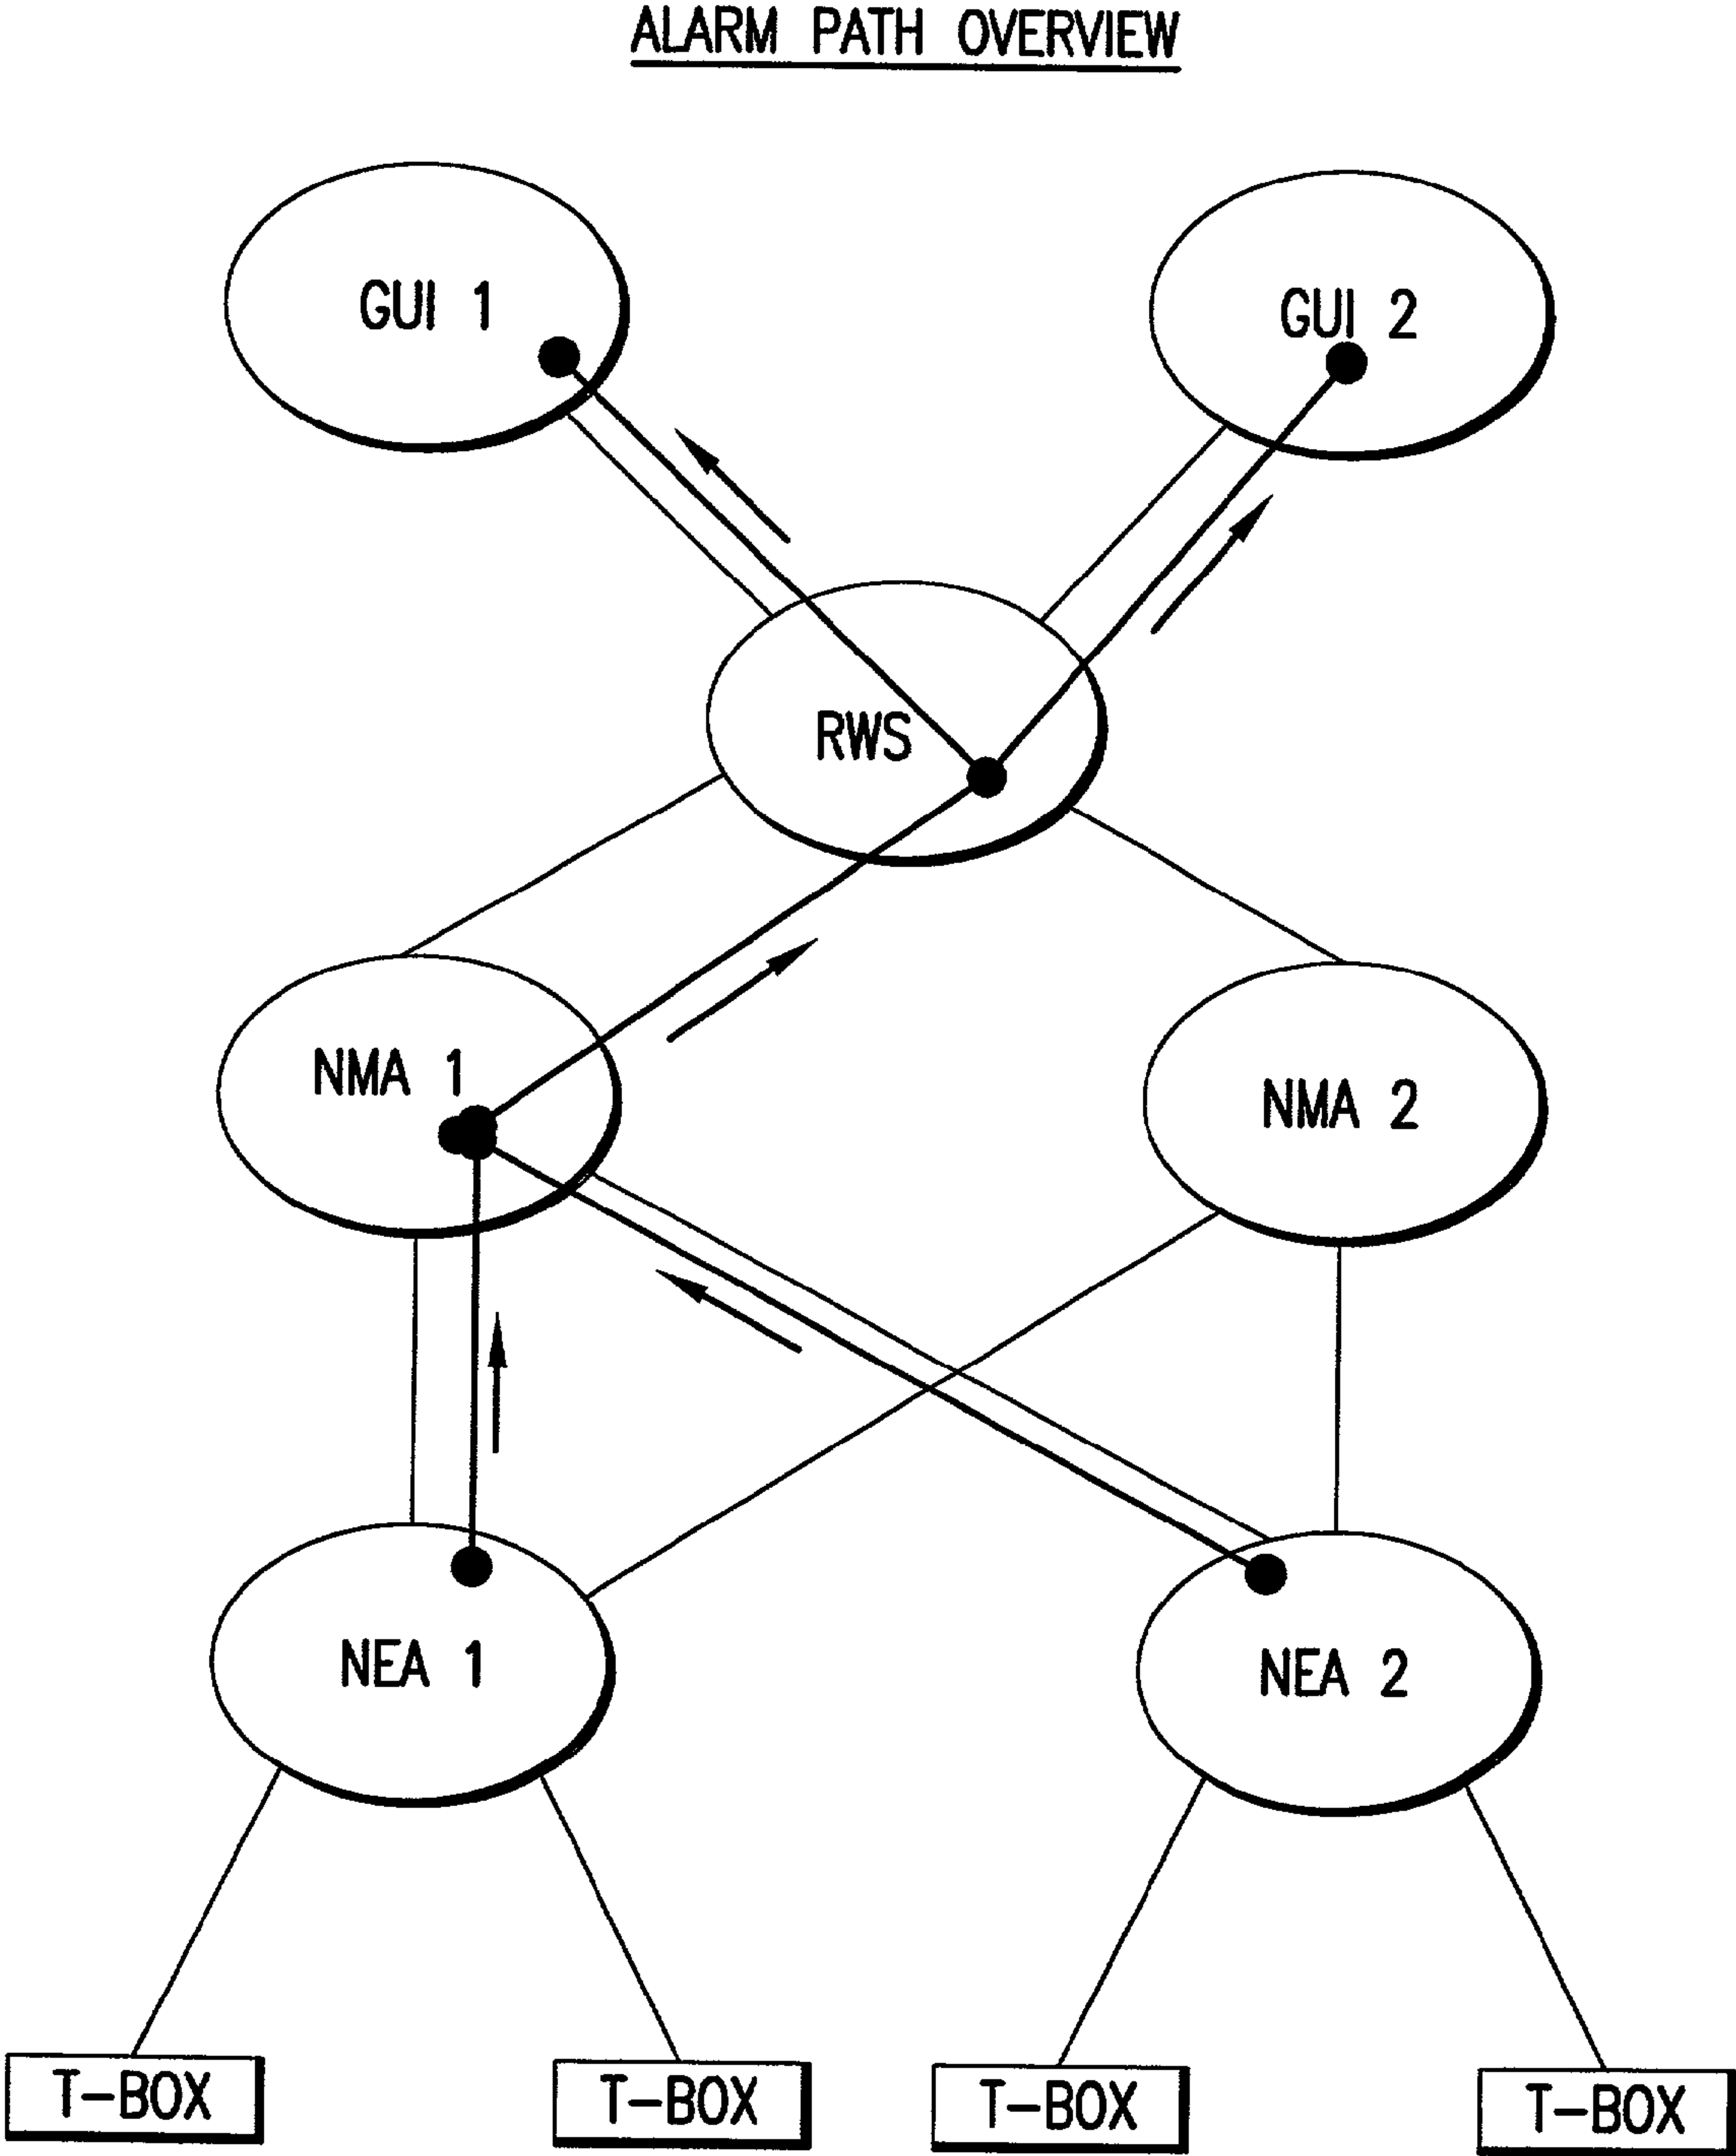 ALARM PATH OVERVIEW
GUI 1
GUI 2
RWS
NMA 1
NMA 2
NEA 1
NEA 2
T-BOX
T-BOX
T-BOX
T-BOX